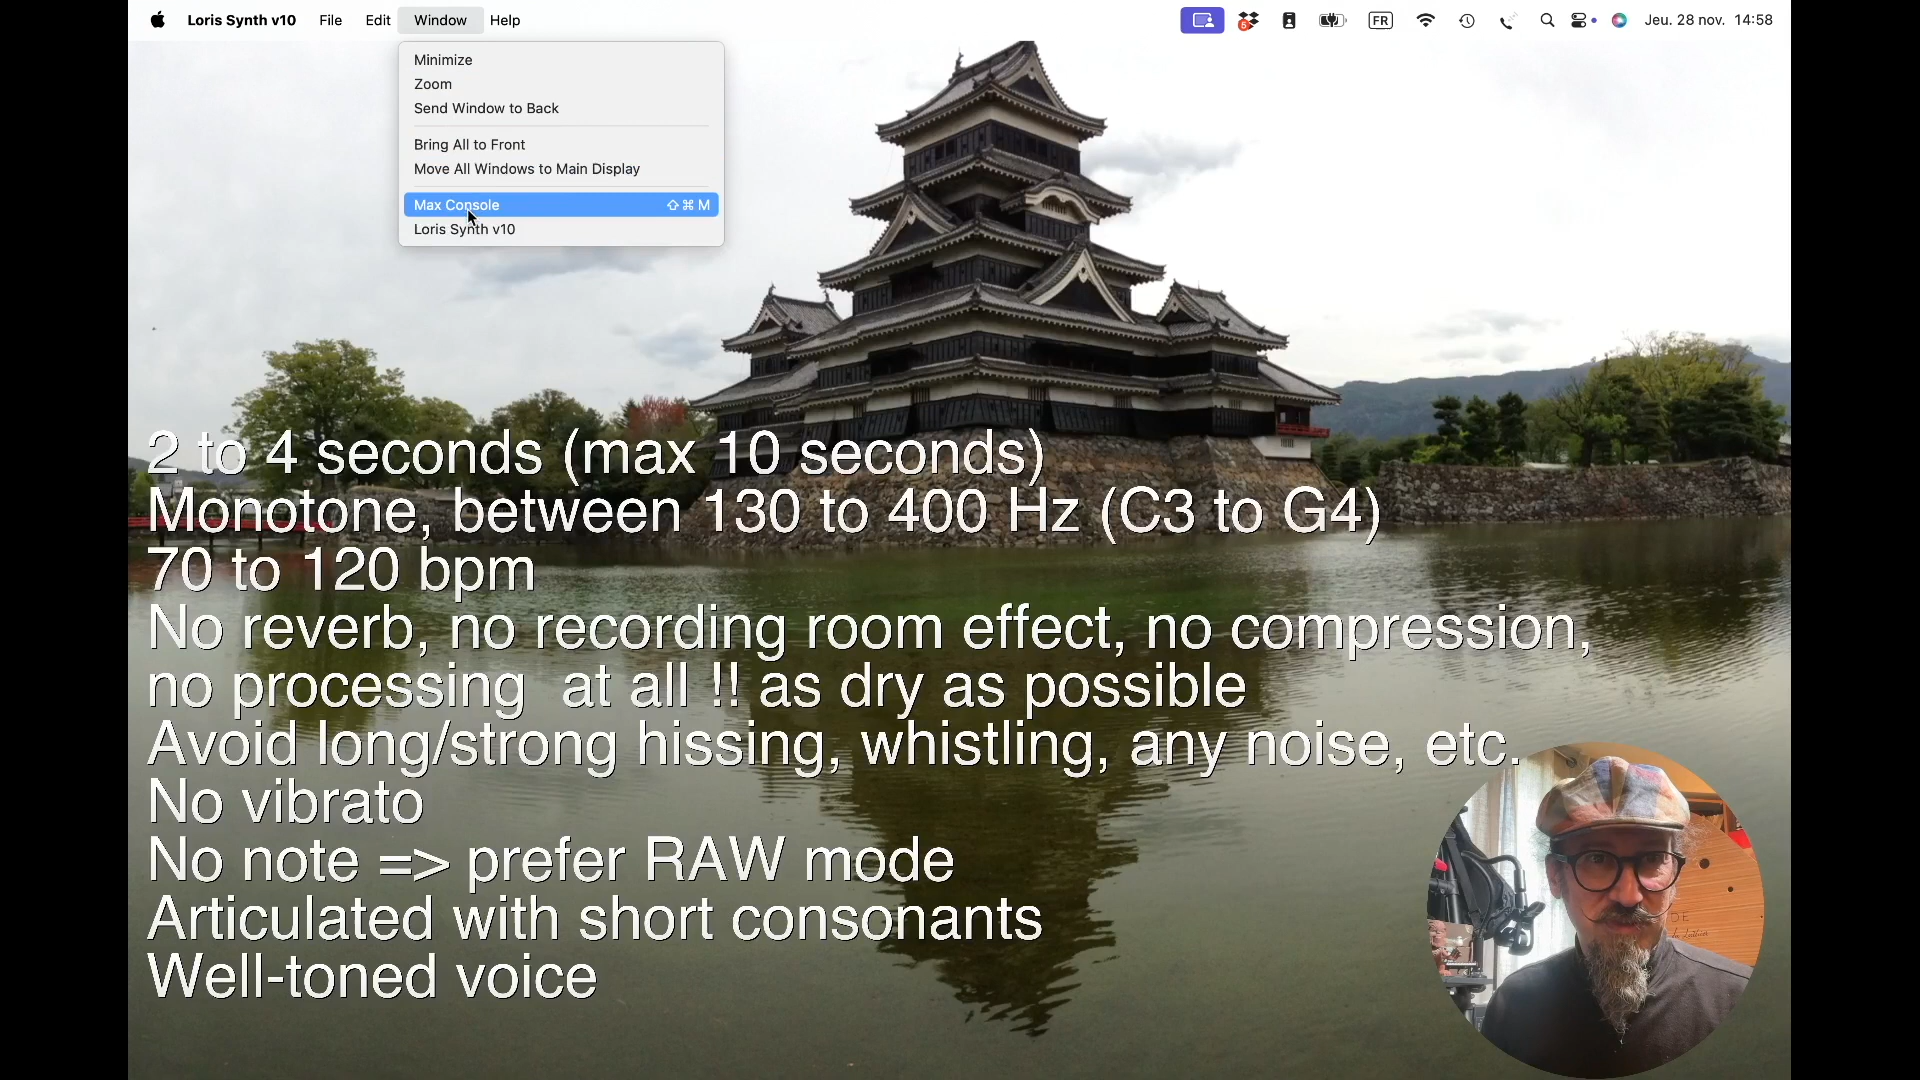 Loris Synth v10 File Edit Window Help FR Jeu. 28 nov. 14:58
Minimize
Zoom
Send Window to Back
Bring All to Front
Move All Windows to Main Display
Max Console ⇧⌘M
Loris Synth v10
2 to 4 seconds (max 10 seconds)
Monotone, between 130 to 400 Hz (C3 to G4)
70 to 120 bpm
No reverb, no recording room effect, no compression,
no processing at all !! as dry as possible
Avoid long/strong hissing, whistling, any noise, etc.
No vibrato
No note => prefer RAW mode
Articulated with short consonants
Well-toned voice
DE